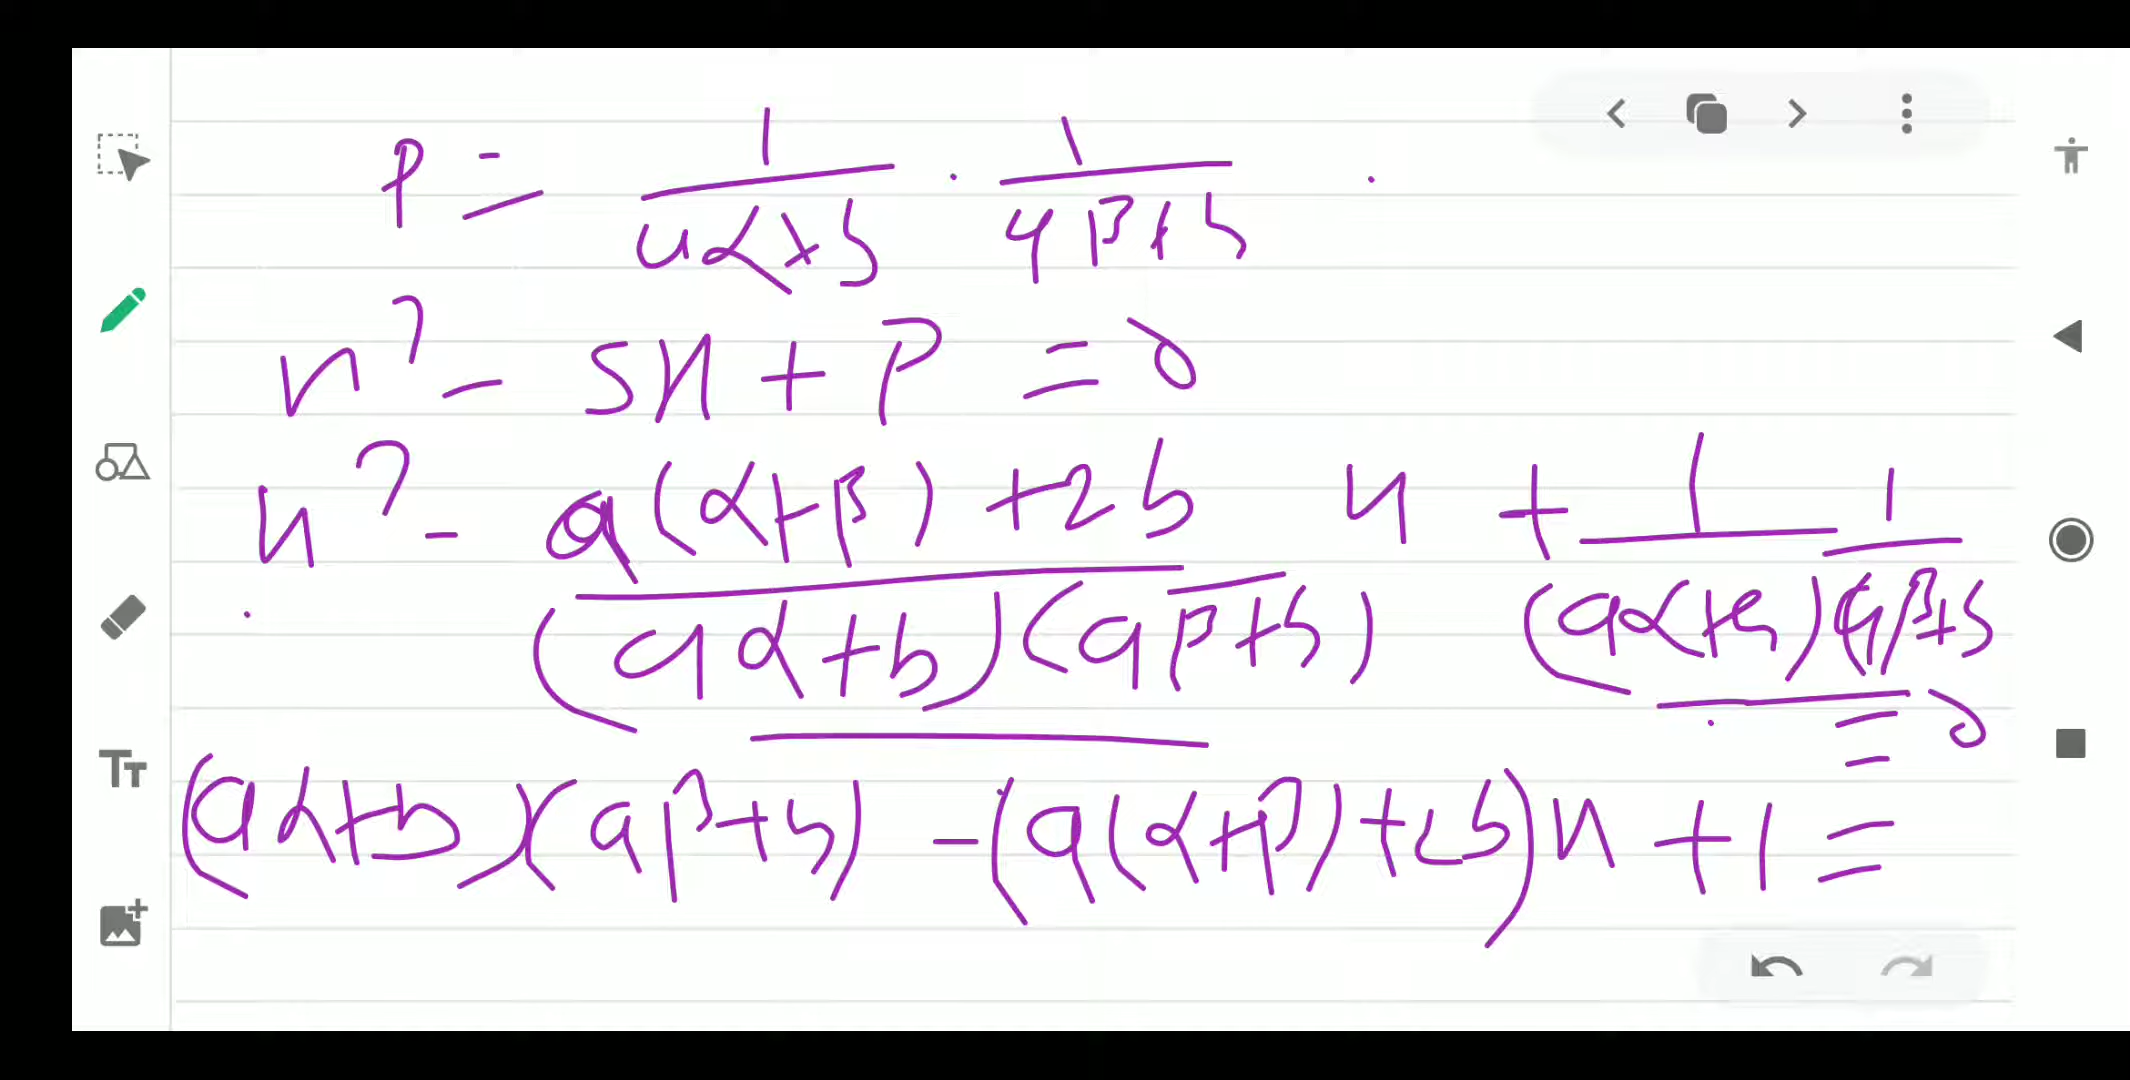 P = 1/(aα+b) · 1/(aβ+b)
x² - Sx + P = 0
x² - (a(α+β)+2b)/((aα+b)(aβ+b)) x + 1/((aα+b)(aβ+b)) = 0
(aα+b)(aβ+b) - (a(α+β)+2b)x + 1 =
Tт